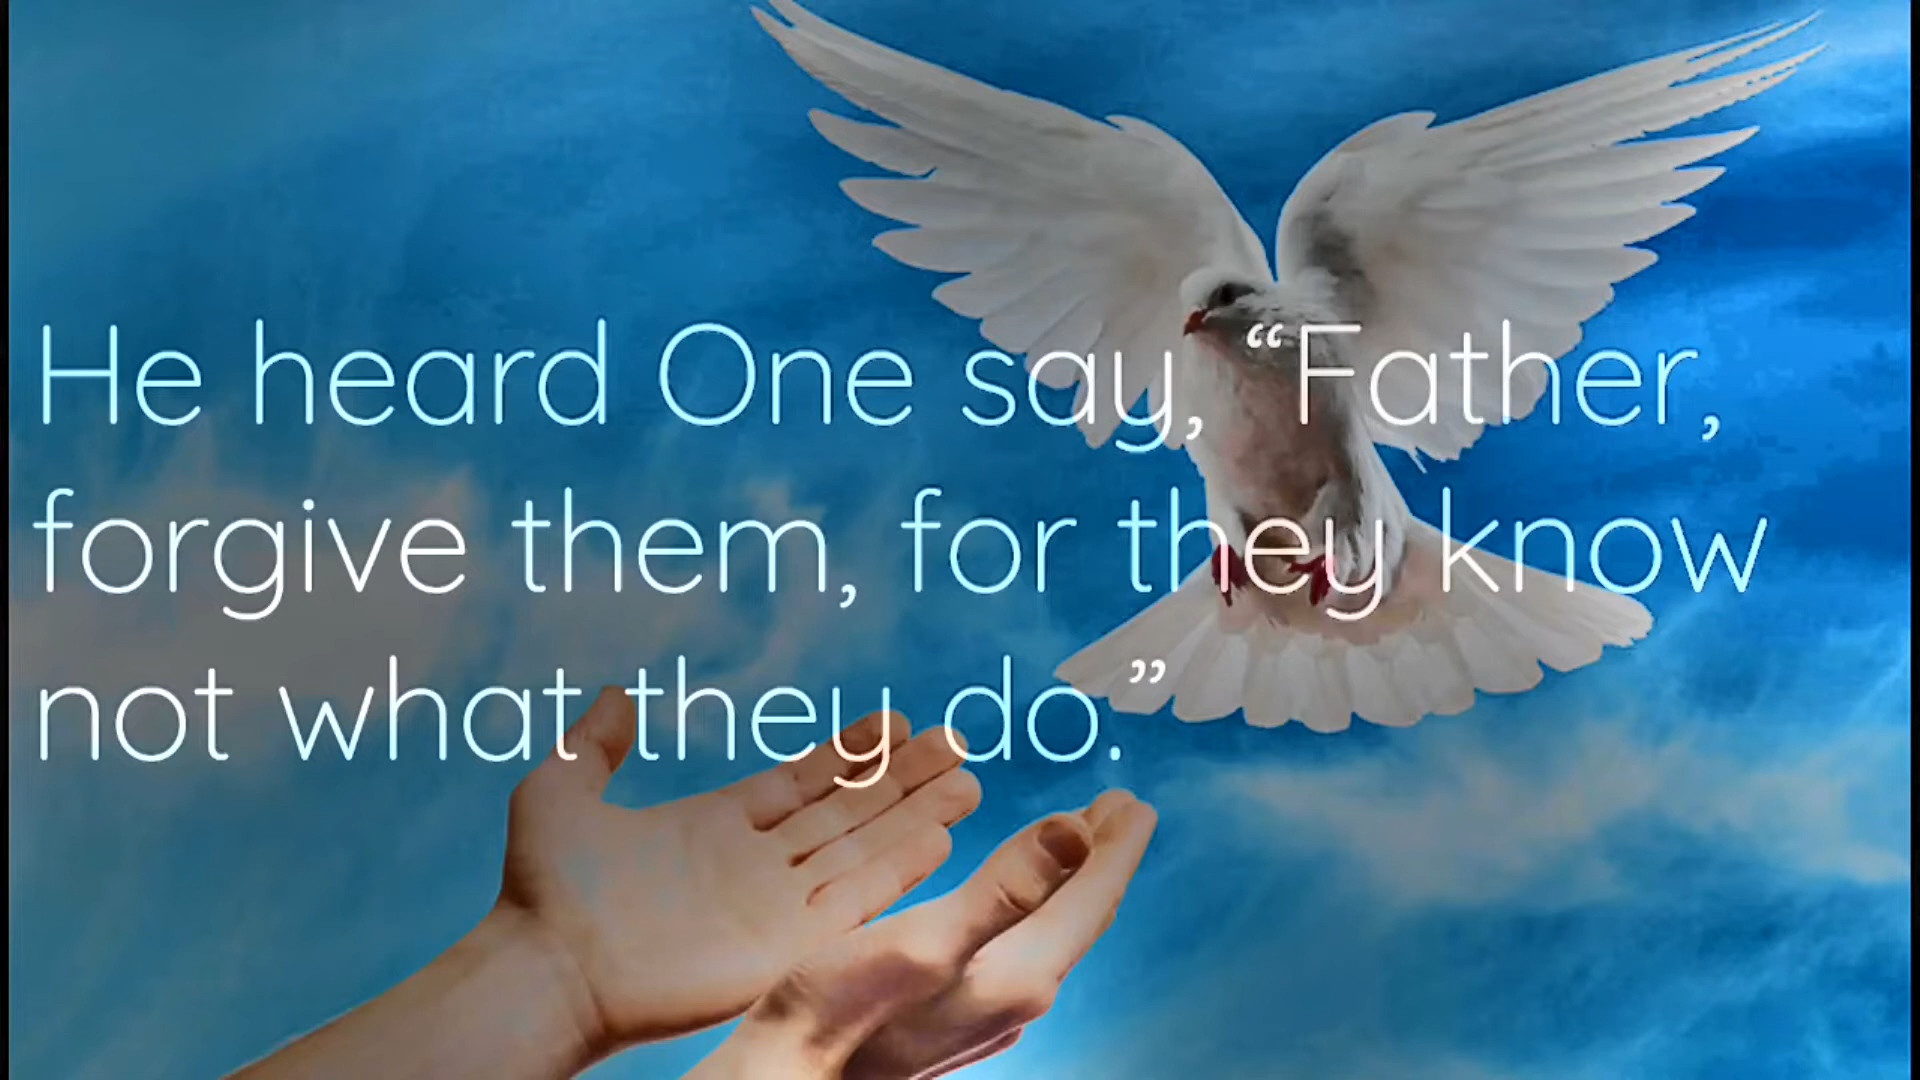 He heard One say, “Father,
forgive them, for they know
not what they do.”